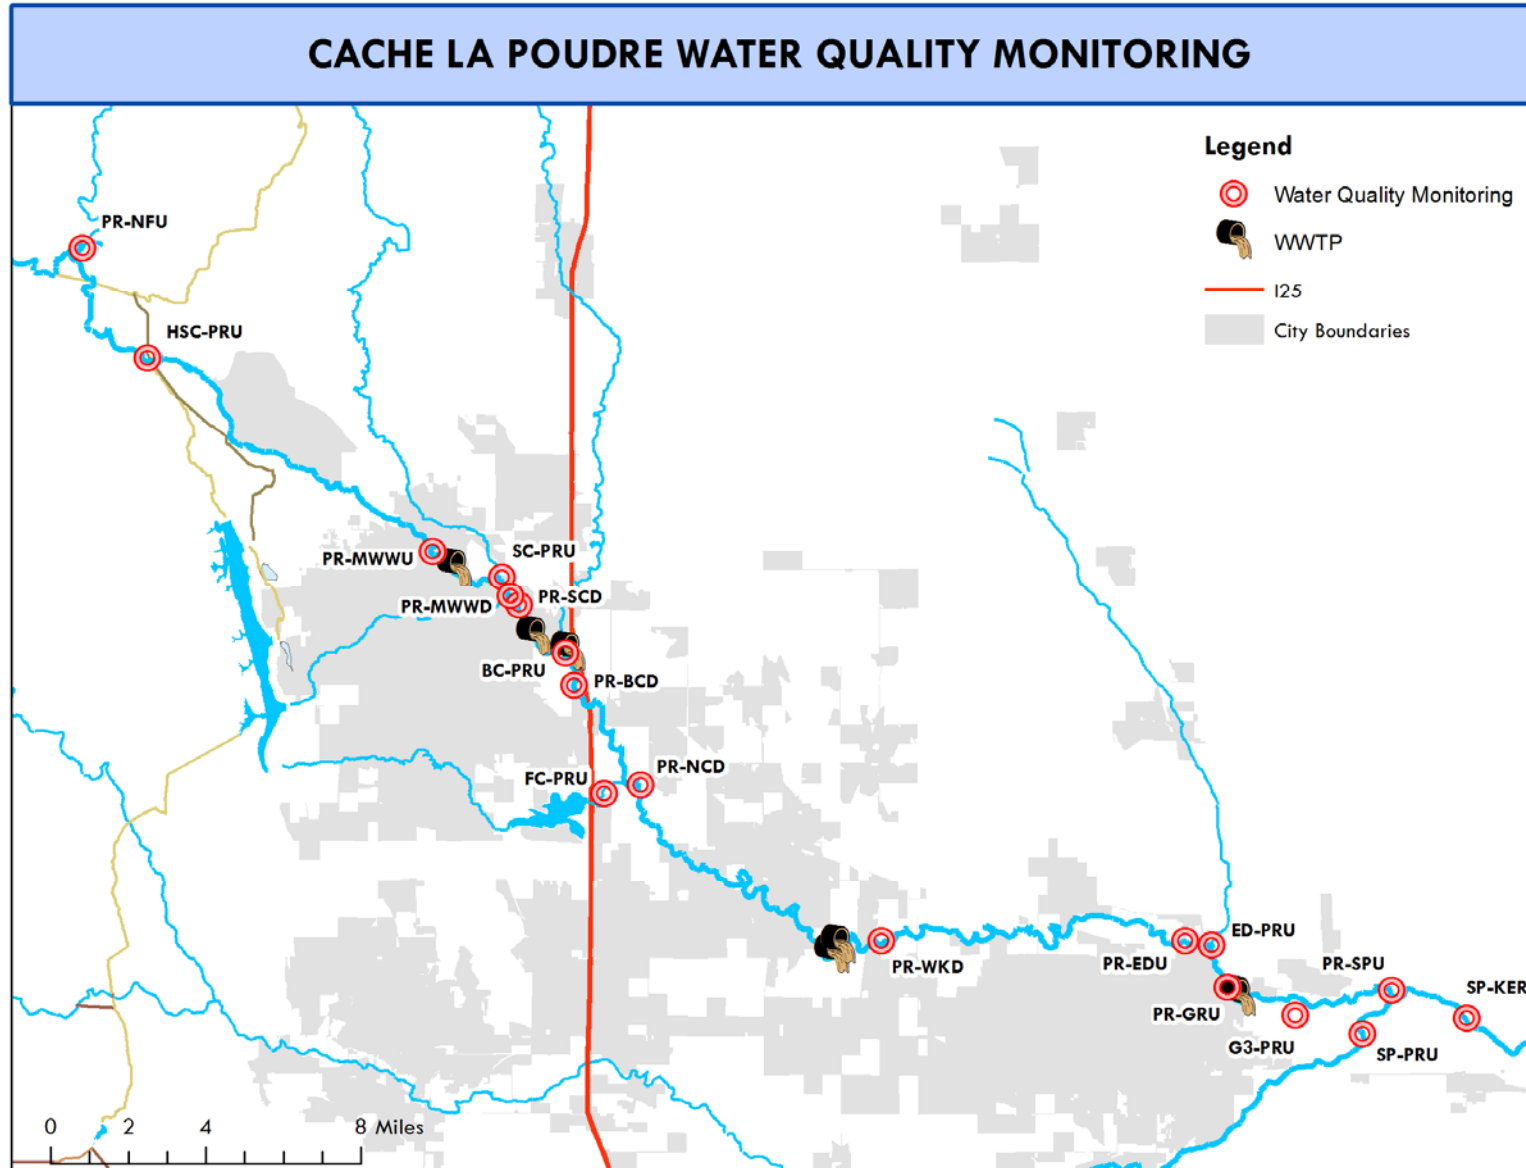 CACHE LA POUDRE WATER QUALITY MONITORING
Legend
Water Quality Monitoring
WWTP
I25
City Boundaries
PR-NFU
HSC-PRU
PR-MWWU
SC-PRU
PR-MWWD
PR-SCD
BC-PRU
PR-BCD
FC-PRU
PR-NCD
PR-WKD
PR-EDU
ED-PRU
PR-GRU
G3-PRU
PR-SPU
SP-PRU
SP-KER
0 2 4 8 Miles